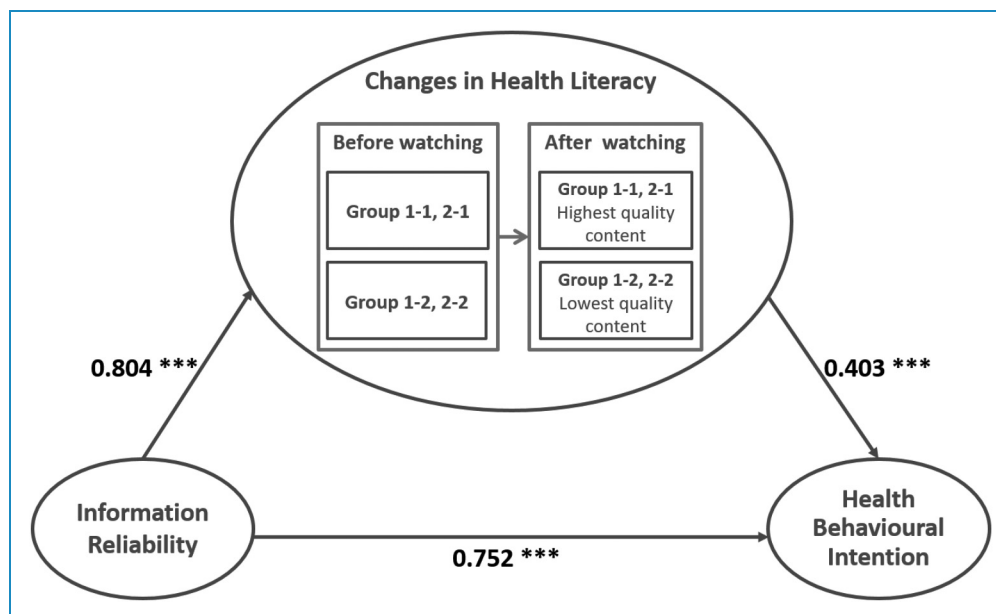 Changes in Health Literacy
Before watching
Group 1-1, 2-1
Group 1-2, 2-2
After watching
Group 1-1, 2-1
Highest quality
content
Group 1-2, 2-2
Lowest quality
content
0.804 ***
0.403 ***
Information
Reliability
0.752 ***
Health
Behavioural
Intention